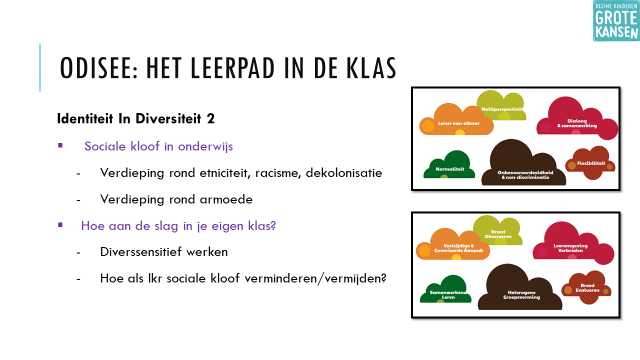 KLEINE KINDEREN
GROTE
KANSEN
ODISEE: HET LEERPAD IN DE KLAS
Identiteit In Diversiteit 2
Sociale kloof in onderwijs
- Verdieping rond etniciteit, racisme, dekolonisatie
- Verdieping rond armoede
Hoe aan de slag in je eigen klas?
- Diverssensitief werken
- Hoe als lkr sociale kloof verminderen/vermijden?
Multiperspectiviteit
Leren-van-elkaar
Dialoog
& samenwerking
Normaliteit
Onbevooroordeeldheid
& non-discriminatie
Flexibiliteit
Breed
Observeren
Veelzijdige &
Gevarieerde Aanpak
Leeromgeving
Verbreden
Samenwerkend
Leren
Heterogene
Groepsvorming
Breed
Evalueren